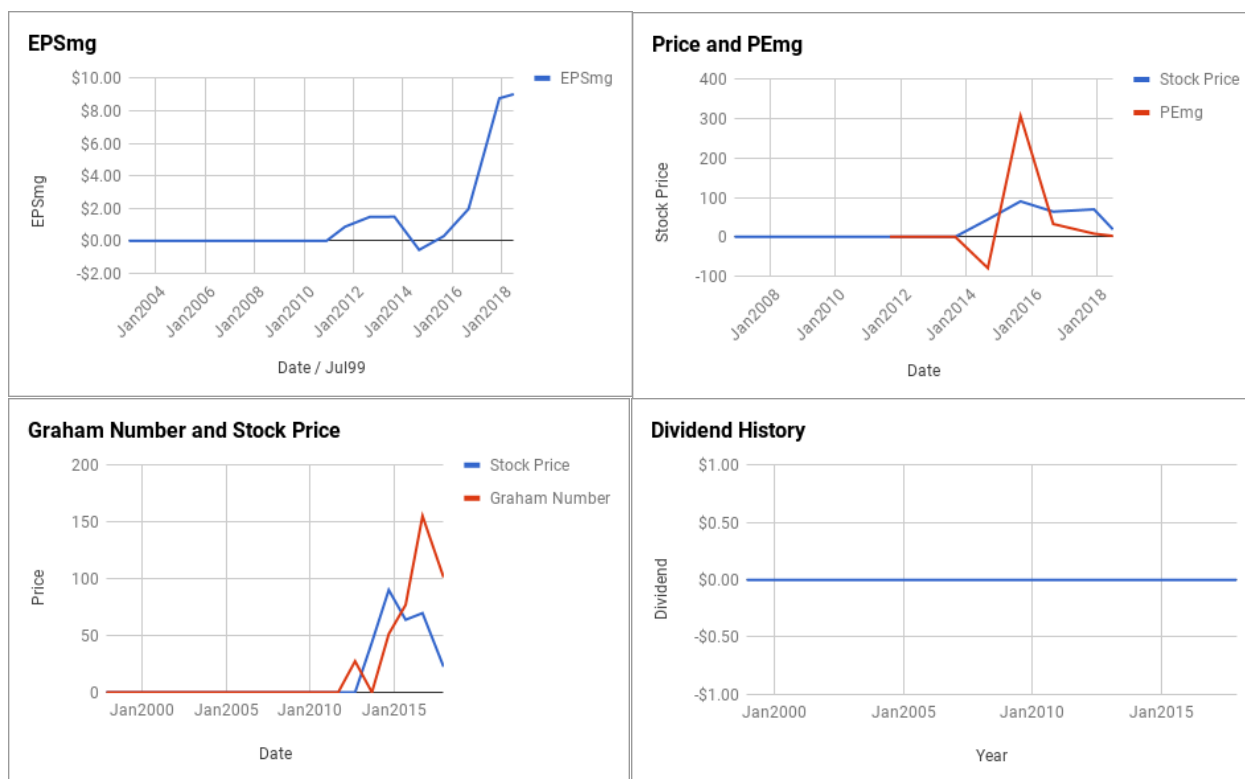 EPSmg
EPSmg
$10.00
$8.00
$6.00
$4.00
$2.00
$0.00
-$2.00
EPSmg
Jan2004
Jan2006
Jan2008
Jan2010
Jan2012
Jan2014
Jan2016
Jan2018
Date / Jul99
Price and PEmg
Stock Price
PEmg
400
300
200
100
0
-100
Stock Price
Jan2008
Jan2010
Jan2012
Jan2014
Jan2016
Jan2018
Date
Graham Number and Stock Price
Stock Price
Graham Number
200
150
100
50
0
Price
Jan2000
Jan2005
Jan2010
Jan2015
Date
Dividend History
$1.00
$0.50
$0.00
-$0.50
-$1.00
Dividend
Jan2000
Jan2005
Jan2010
Jan2015
Year